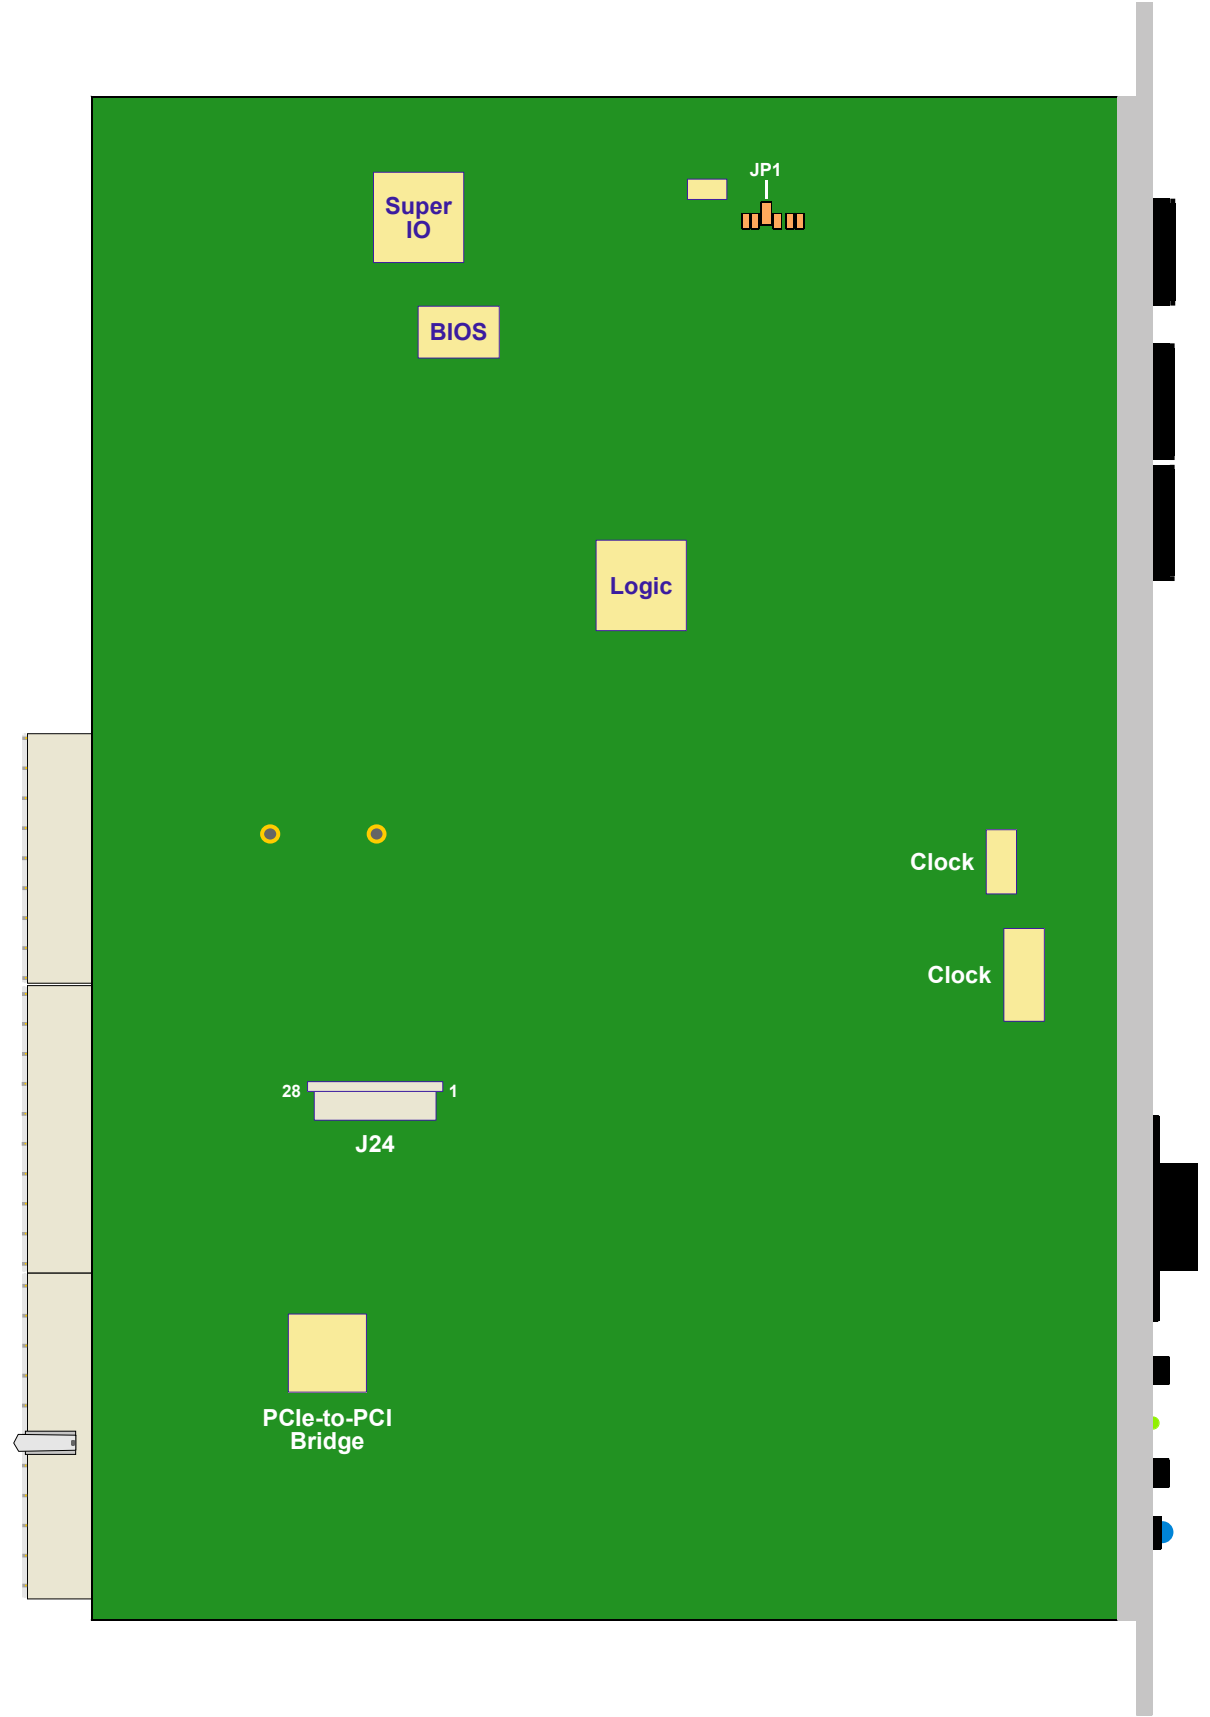 JP1
Super
IO
BIOS
Logic
Clock
Clock
28
1
J24
PCIe-to-PCI
Bridge